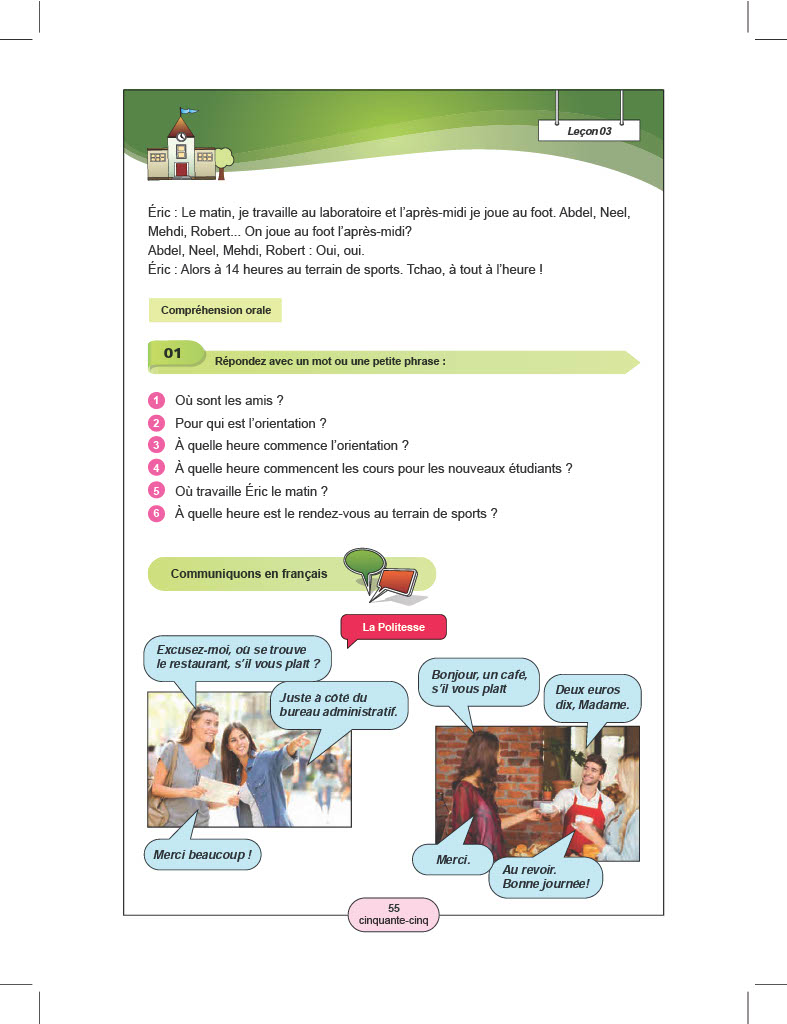 Leçon 03
Éric : Le matin, je travaille au laboratoire et l'après-midi je joue au foot. Abdel, Neel,
Mehdi, Robert... On joue au foot l'après-midi?
Abdel, Neel, Mehdi, Robert : Oui, oui.
Éric : Alors à 14 heures au terrain de sports. Tchao, à tout à l'heure !
Compréhension orale
01
Répondez avec un mot ou une petite phrase :
1 Où sont les amis ?
2 Pour qui est l'orientation ?
3 À quelle heure commence l'orientation ?
4 À quelle heure commencent les cours pour les nouveaux étudiants ?
5 Où travaille Éric le matin ?
6 À quelle heure est le rendez-vous au terrain de sports ?
Communiquons en français
La Politesse
Excusez-moi, où se trouve
le restaurant, s'il vous plaît ?
Juste à côté du
bureau administratif.
Merci beaucoup !
Bonjour, un café,
s'il vous plaît
Deux euros
dix, Madame.
Merci.
Au revoir.
Bonne journée!
55
cinquante-cinq